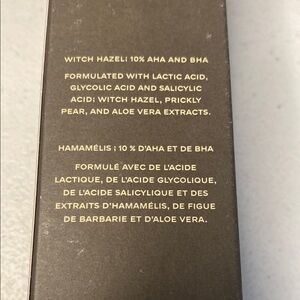 WITCH HAZEL: 10% AHA AND BHA
FORMULATED WITH LACTIC ACID,
GLYCOLIC ACID AND SALICYLIC
ACID: WITCH HAZEL, PRICKLY
PEAR, AND ALOE VERA EXTRACTS.
HAMAMÉLIS : 10 % D'AHA ET DE BHA
FORMULÉ AVEC DE L'ACIDE
LACTIQUE, DE L'ACIDE GLYCOLIQUE,
DE L'ACIDE SALICYLIQUE ET DES
EXTRAITS D'HAMAMÉLIS, DE FIGUE
DE BARBARIE ET D'ALOE VERA.